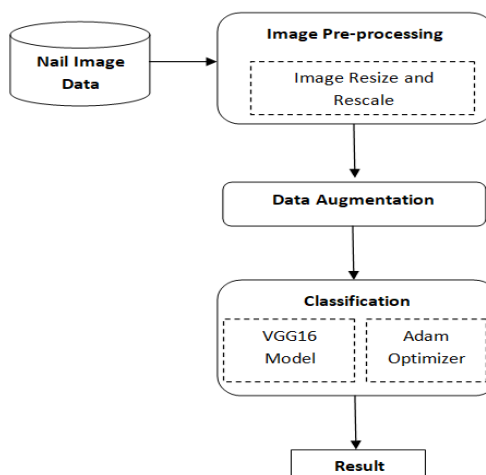 Nail Image
Data
Image Pre-processing
Image Resize and
Rescale
Data Augmentation
Classification
VGG16
Model
Adam
Optimizer
Result